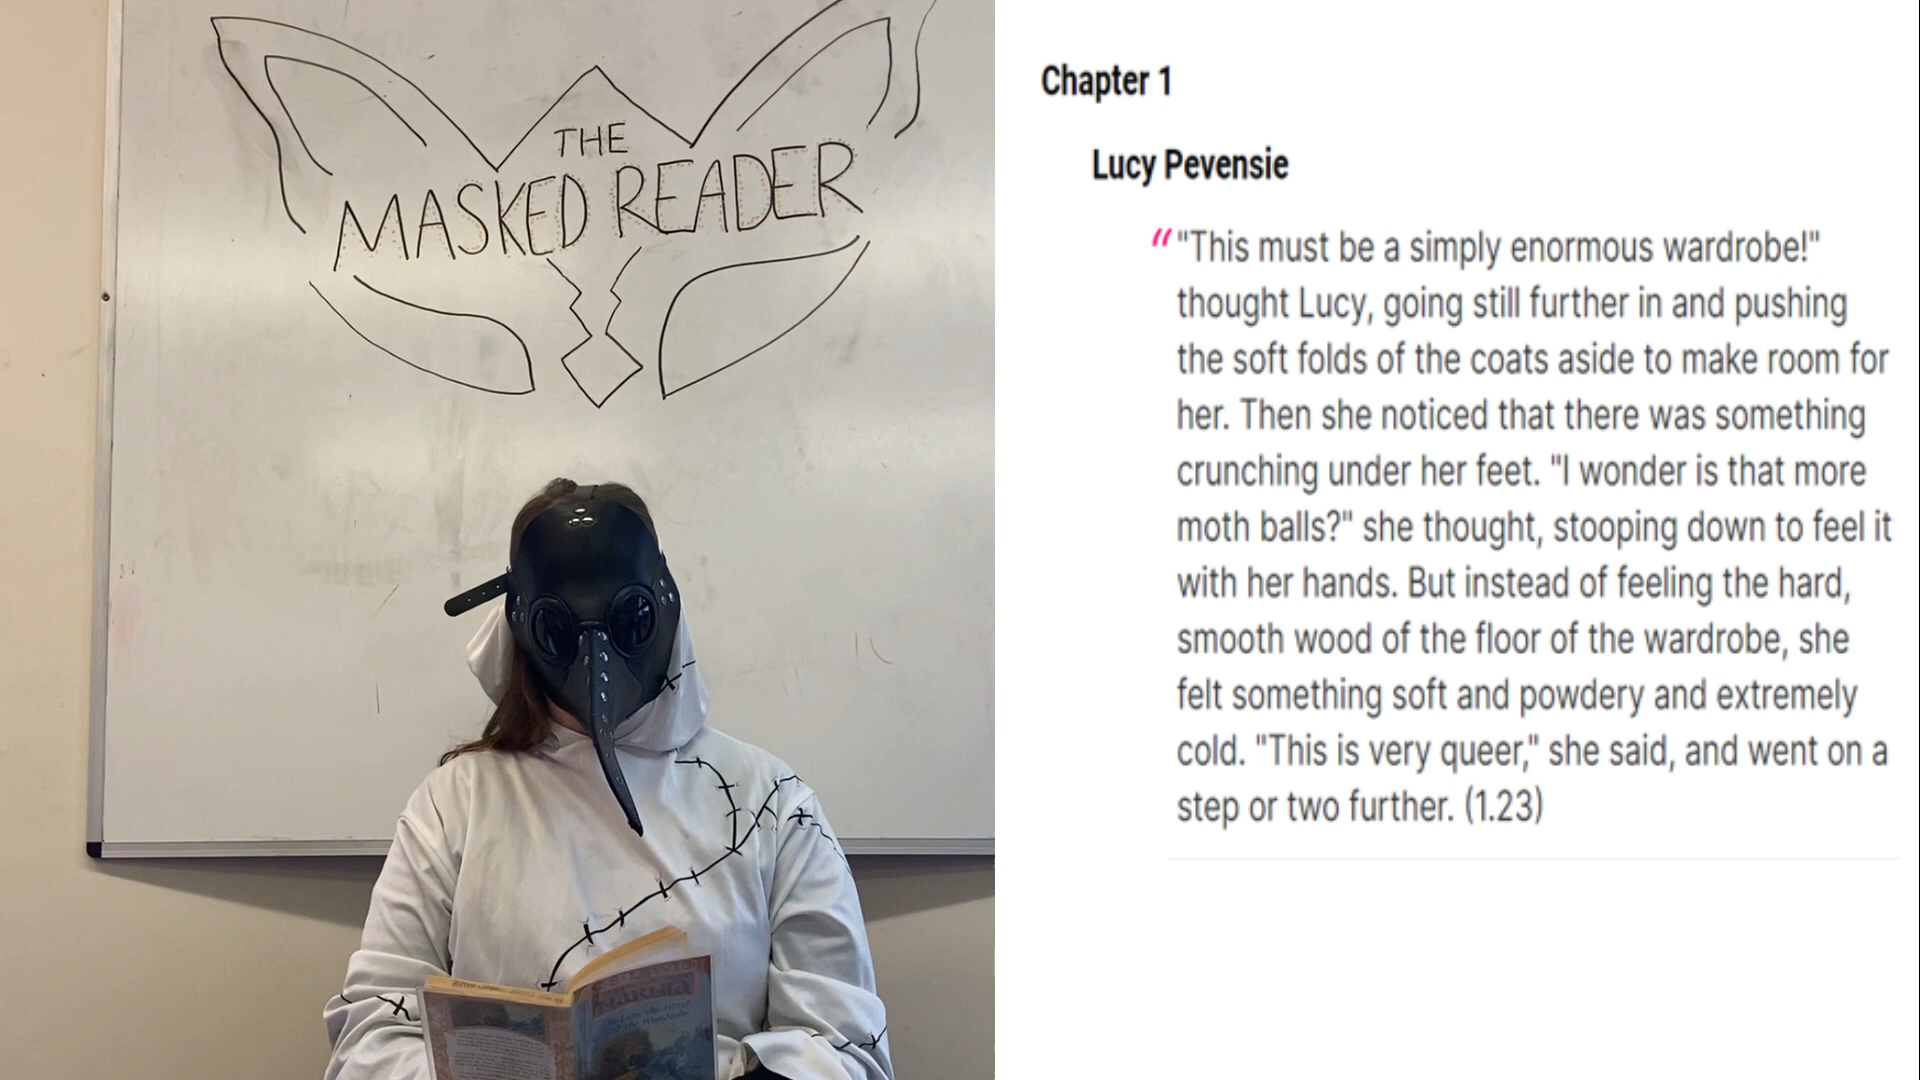 THE
MASKED READER
NARNIA
Chapter 1
Lucy Pevensie
“ "This must be a simply enormous wardrobe!"
thought Lucy, going still further in and pushing
the soft folds of the coats aside to make room for
her. Then she noticed that there was something
crunching under her feet. "I wonder is that more
moth balls?" she thought, stooping down to feel it
with her hands. But instead of feeling the hard,
smooth wood of the floor of the wardrobe, she
felt something soft and powdery and extremely
cold. "This is very queer," she said, and went on a
step or two further. (1.23)